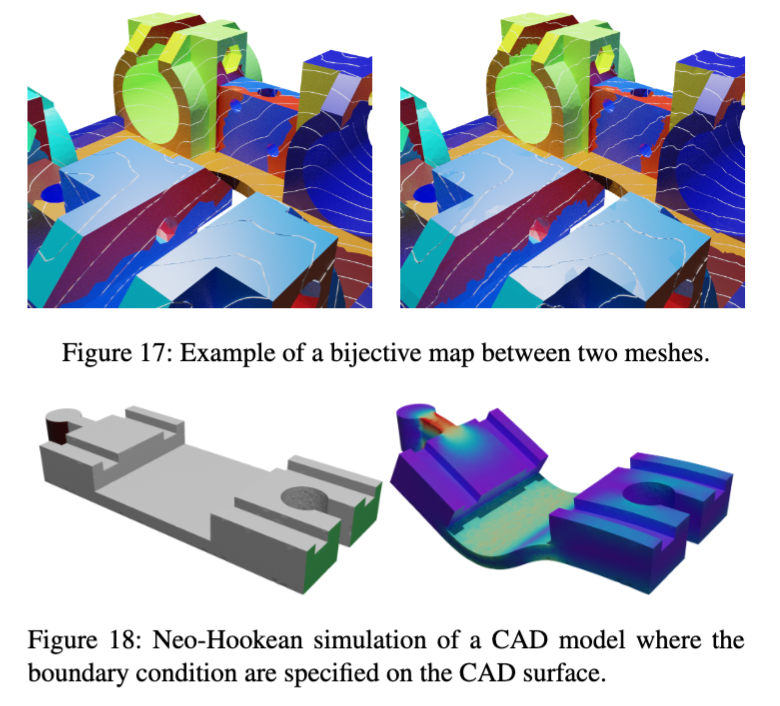 Figure 17: Example of a bijective map between two meshes.
Figure 18: Neo-Hookean simulation of a CAD model where the
boundary condition are specified on the CAD surface.